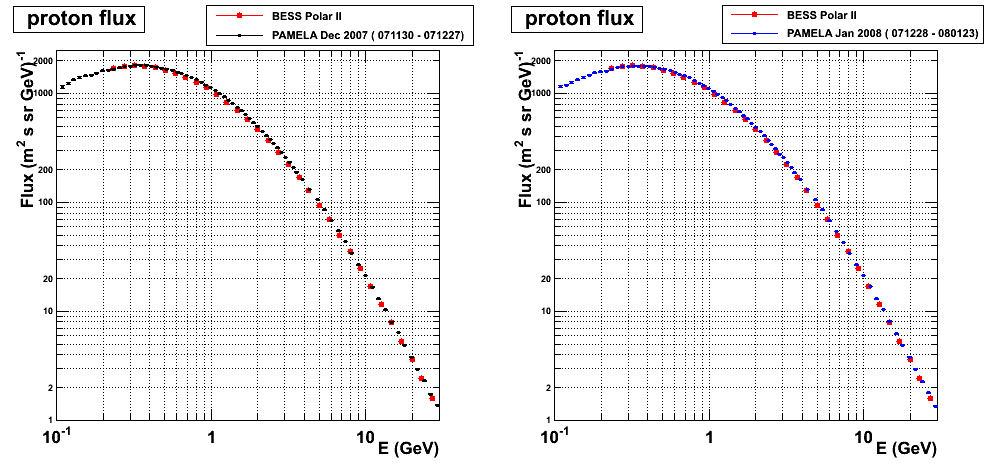 proton flux
BESS Polar II
PAMELA Dec 2007 ( 071130 - 071227)
Flux (m2 s sr GeV)-1
2000
1000
200
100
20
10
2
1
10-1
1
10
E (GeV)
proton flux
BESS Polar II
PAMELA Jan 2008 ( 071228 - 080123)
Flux (m2 s sr GeV)-1
2000
1000
200
100
20
10
2
1
10-1
1
10
E (GeV)